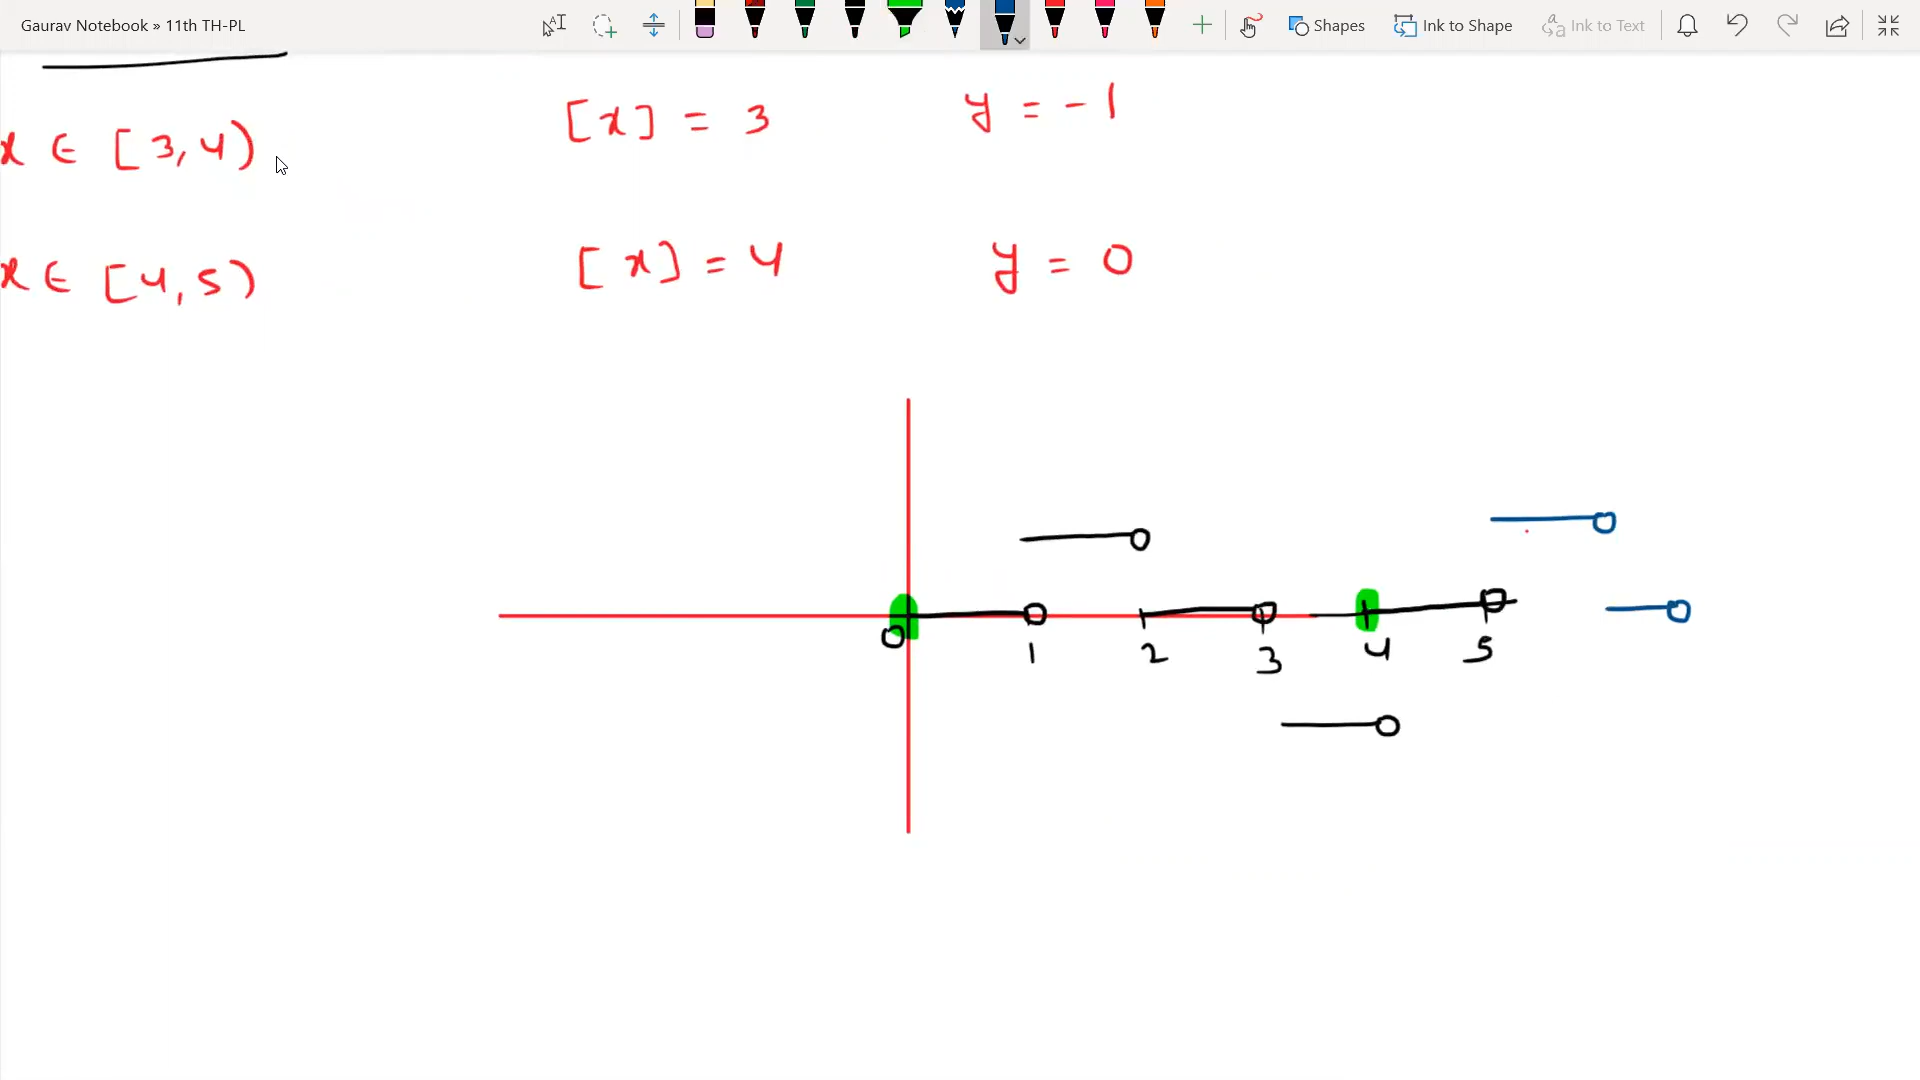 Gaurav Notebook » 11th TH-PL
Shapes Ink to Shape Ink to Text
x ∈ [3,4) [x] = 3 y = -1
x ∈ [4,5) [x] = 4 y = 0
0 1 2 3 4 5